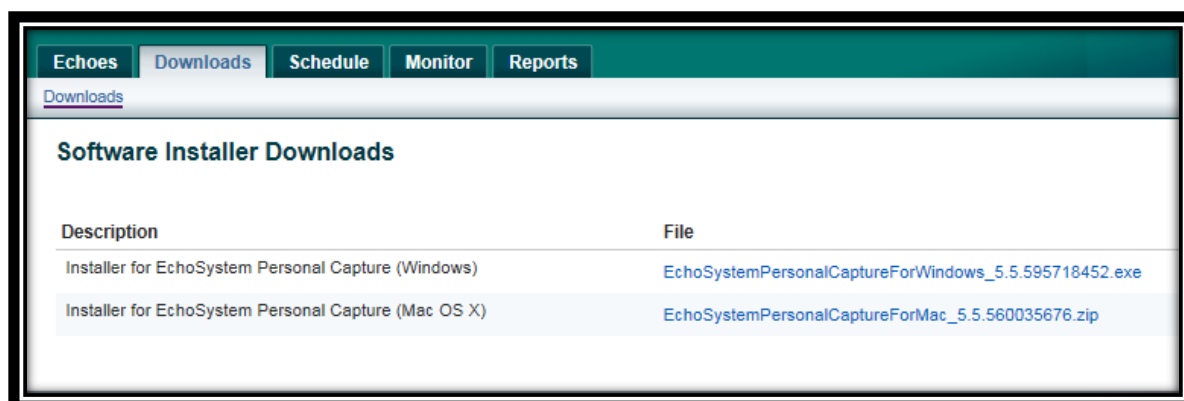 Echoes Downloads Schedule Monitor Reports
Downloads
Software Installer Downloads
Description File
Installer for EchoSystem Personal Capture (Windows) EchoSystemPersonalCaptureForWindows_5.5.595718452.exe
Installer for EchoSystem Personal Capture (Mac OS X) EchoSystemPersonalCaptureForMac_5.5.560035676.zip